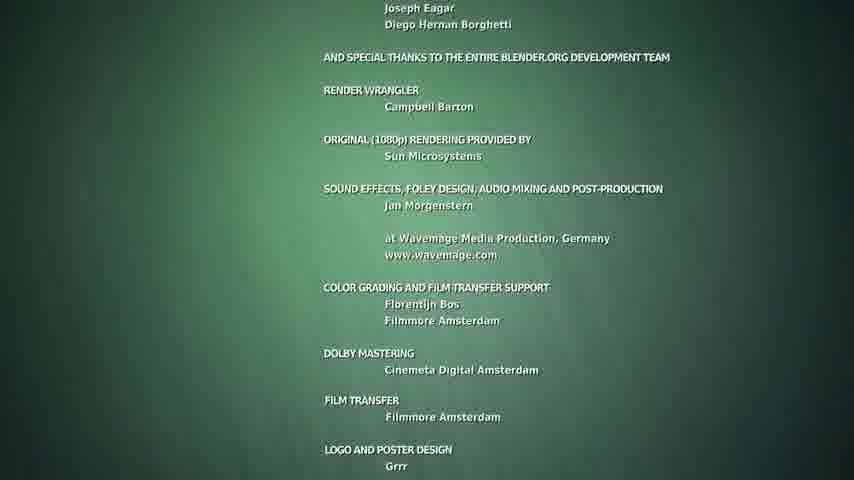 Joseph Eagar
Diego Hernan Borghetti
AND SPECIAL THANKS TO THE ENTIRE BLENDER.ORG DEVELOPMENT TEAM
RENDER WRANGLER
Campbell Barton
ORIGINAL (1080p) RENDERING PROVIDED BY
Sun Microsystems
SOUND EFFECTS, FOLEY DESIGN, AUDIO MIXING AND POST-PRODUCTION
Jan Morgenstern
at Wavemage Media Production, Germany
www.wavemage.com
COLOR GRADING AND FILM TRANSFER SUPPORT
Florentijn Bos
Filmmore Amsterdam
DOLBY MASTERING
Cinemeta Digital Amsterdam
FILM TRANSFER
Filmmore Amsterdam
LOGO AND POSTER DESIGN
Grrr